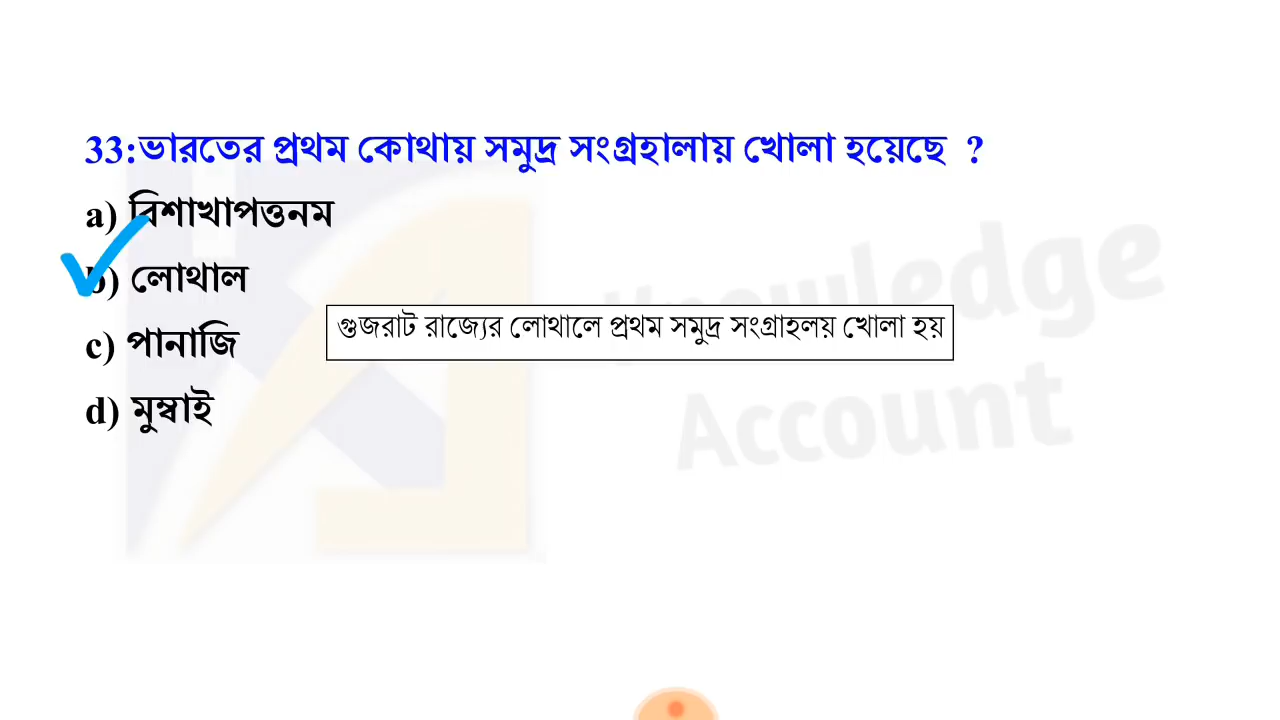 33:ভারতের প্রথম কোথায় সমুদ্র সংগ্রহালায় খোলা হয়েছে ?
a) বিশাখাপত্তনম
b) লোথাল
গুজরাট রাজ্যের লোথালে প্রথম সমুদ্র সংগ্রাহলয় খোলা হয়
c) পানাজি
d) মুম্বাই
Knowledge
Account